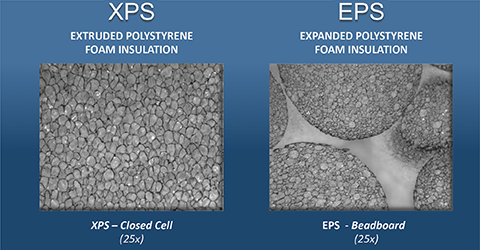 XPS
EXTRUDED POLYSTYRENE
FOAM INSULATION
XPS – Closed Cell
(25x)
EPS
EXPANDED POLYSTYRENE
FOAM INSULATION
EPS - Beadboard
(25x)